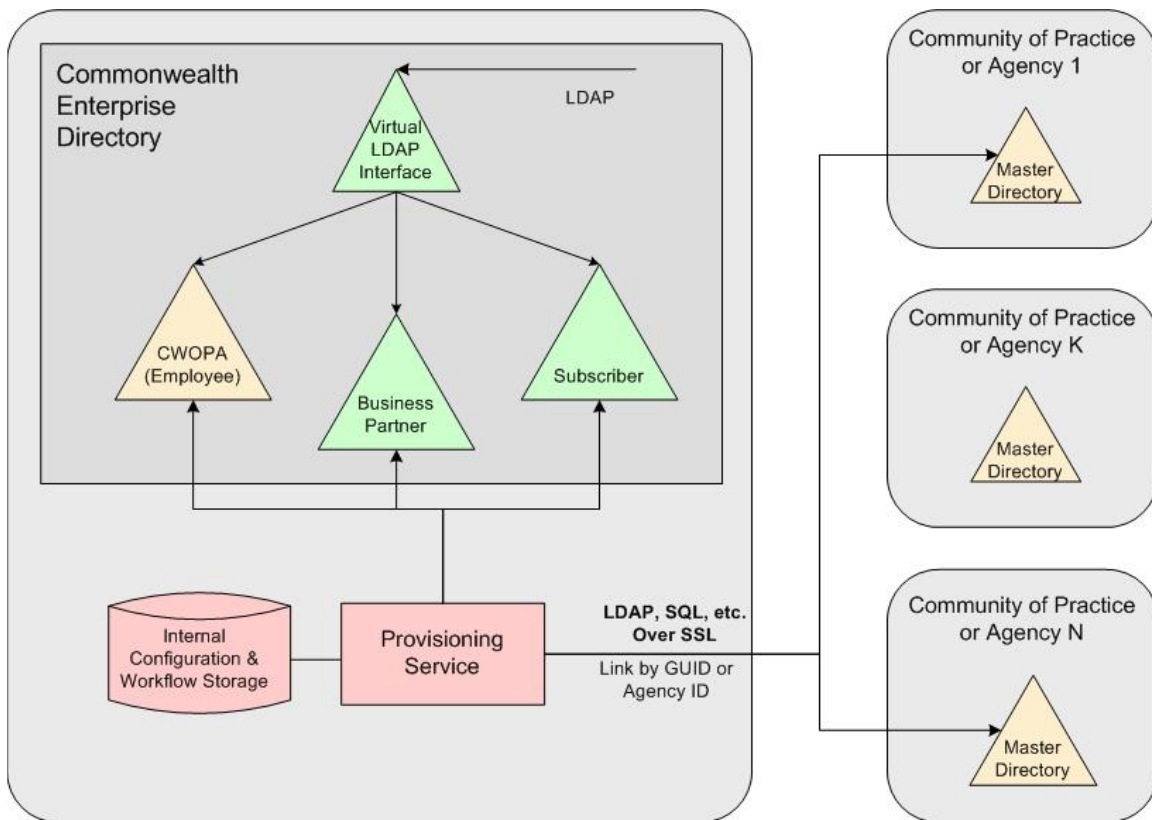 Commonwealth
Enterprise
Directory
LDAP
Virtual
LDAP
Interface
CWOPA
(Employee)
Business
Partner
Subscriber
Internal
Configuration &
Workflow Storage
Provisioning
Service
LDAP, SQL, etc.
Over SSL
Link by GUID or
Agency ID
Community of Practice
or Agency 1
Master
Directory
Community of Practice
or Agency K
Master
Directory
Community of Practice
or Agency N
Master
Directory